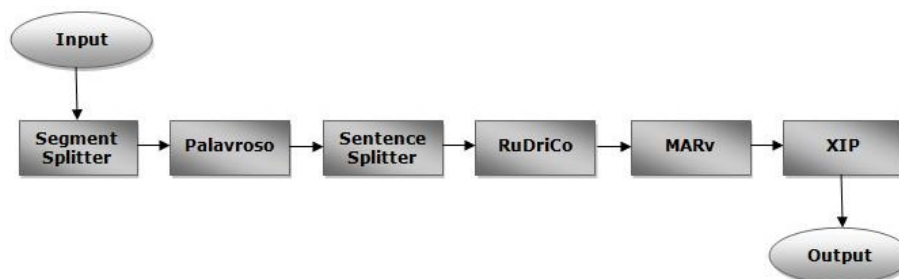 Input
Segment
Splitter
Palavroso
Sentence
Splitter
RuDriCo
MARv
XIP
Output